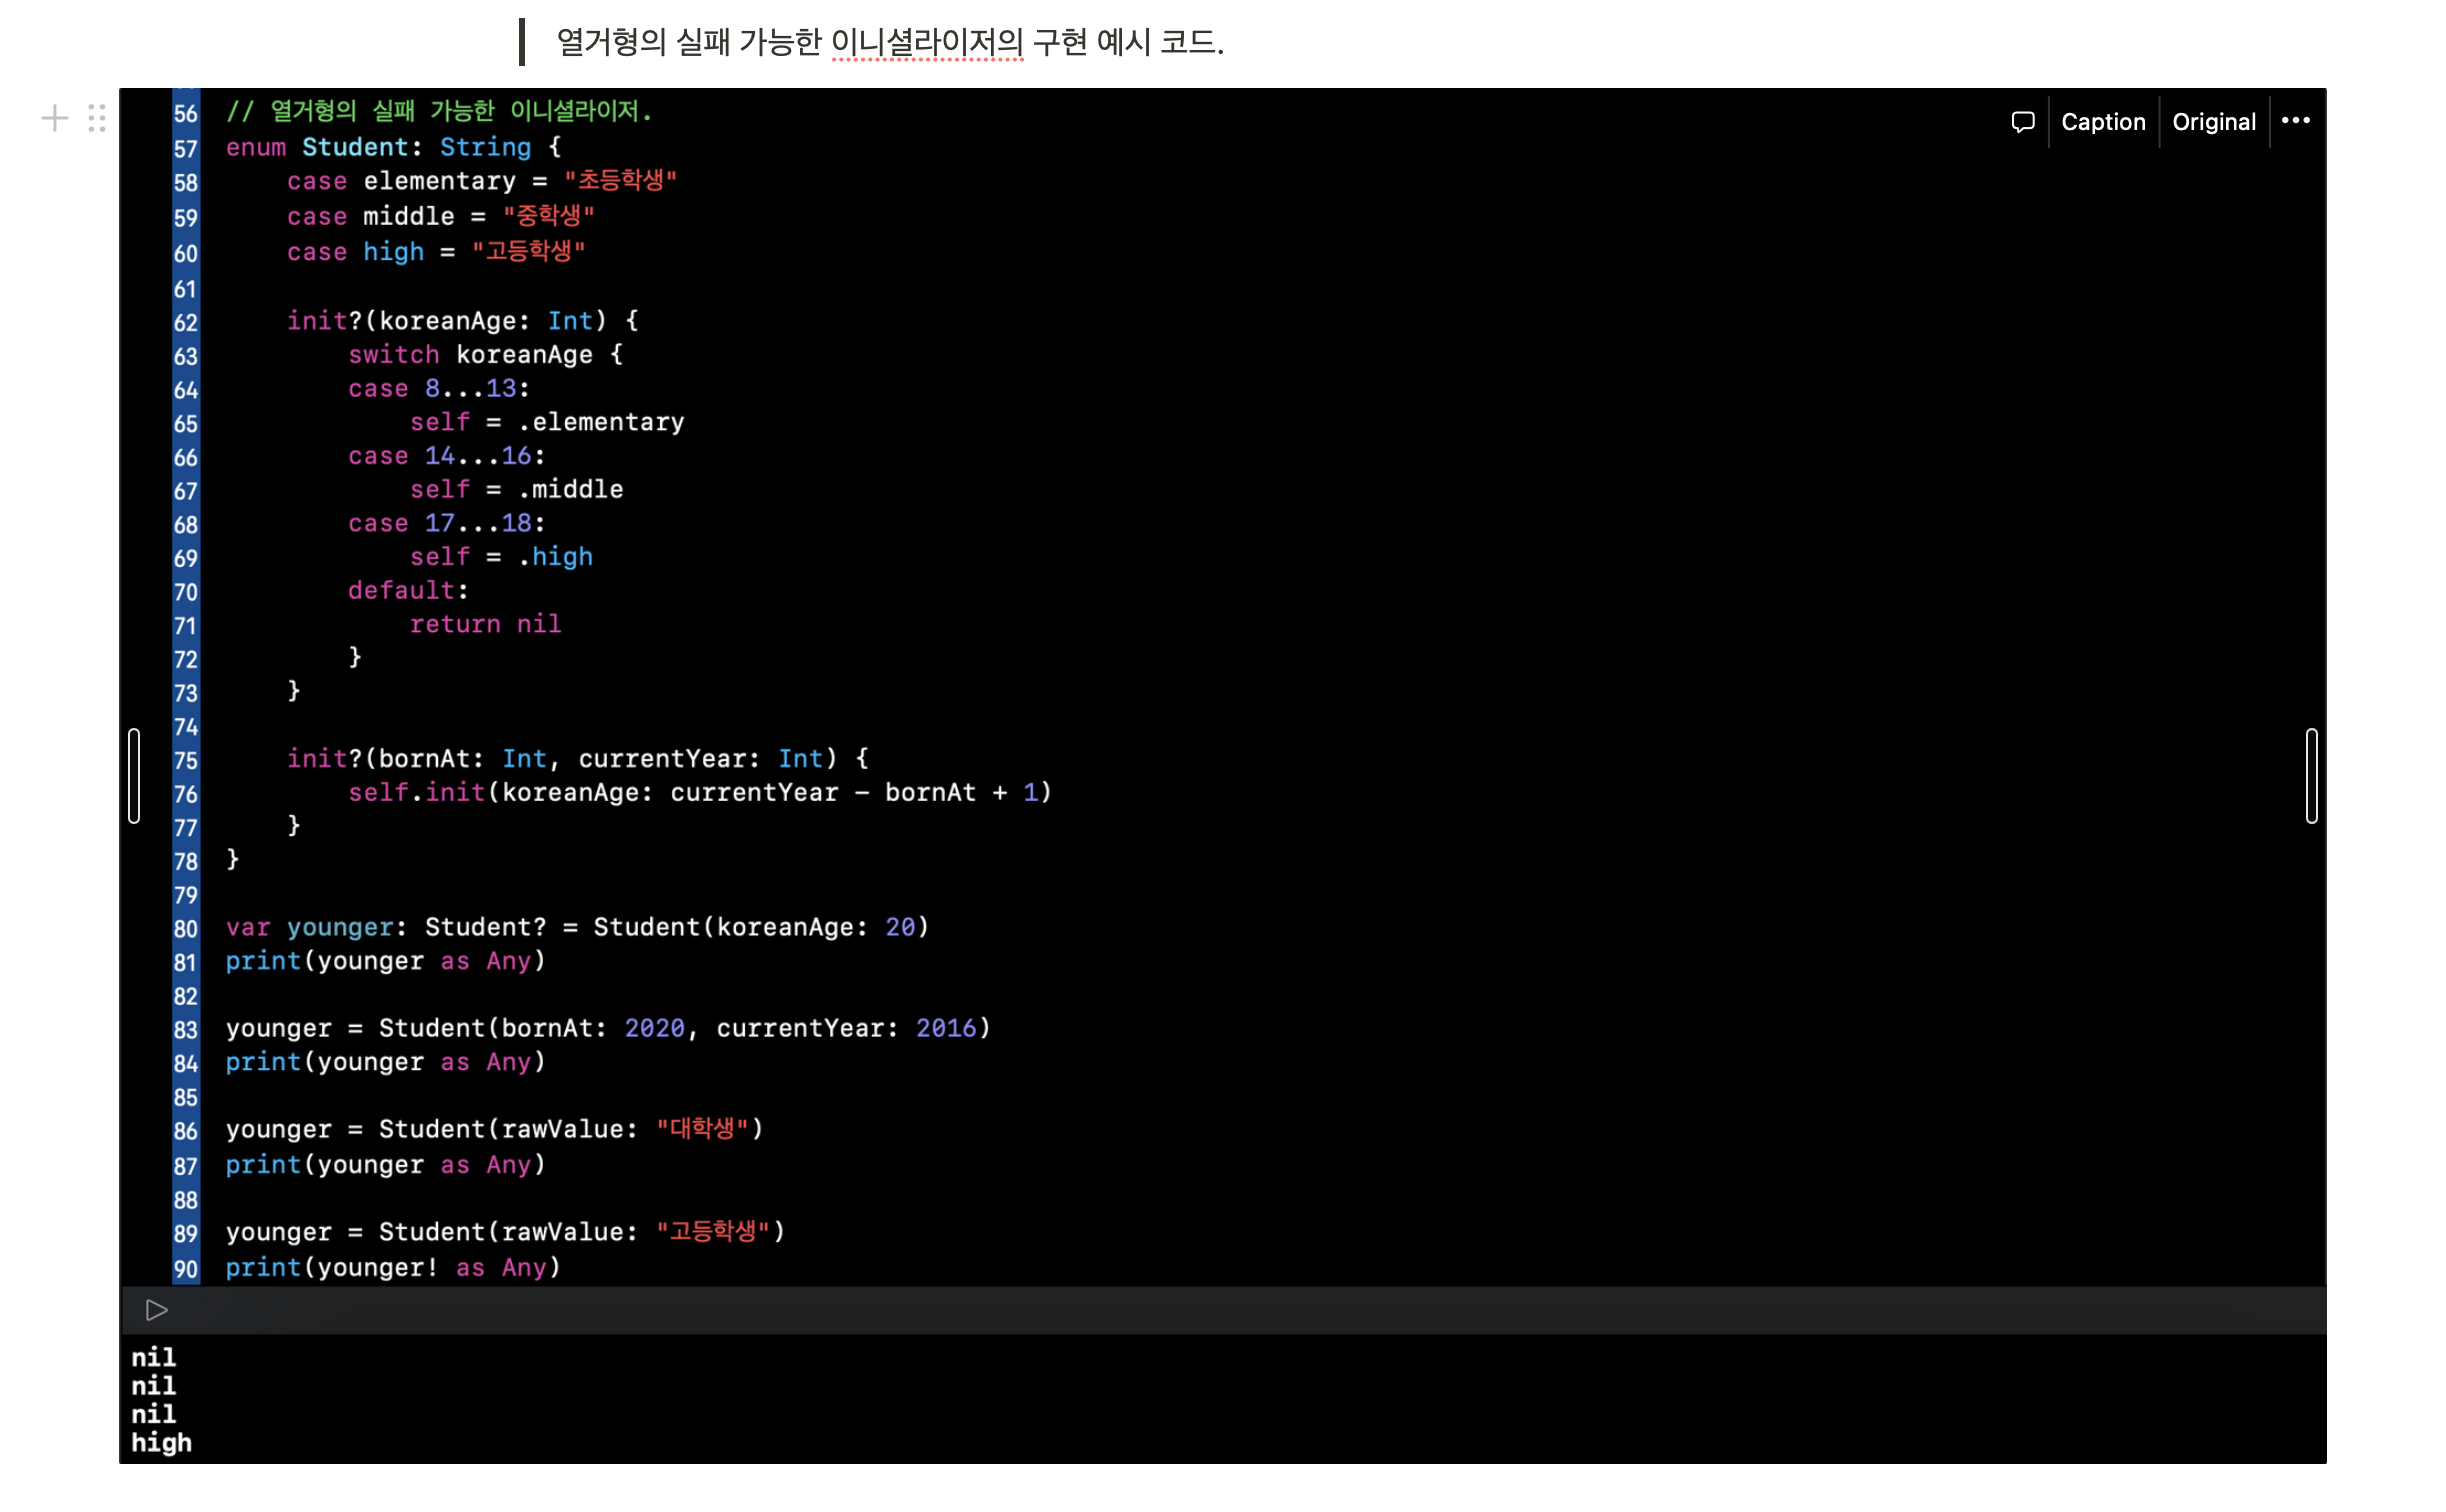 열거형의 실패 가능한 이니셜라이저의 구현 예시 코드.
Caption Original
56 // 열거형의 실패 가능한 이니셜라이저.
57 enum Student: String {
58     case elementary = "초등학생"
59     case middle = "중학생"
60     case high = "고등학생"
61
62     init?(koreanAge: Int) {
63         switch koreanAge {
64         case 8...13:
65             self = .elementary
66         case 14...16:
67             self = .middle
68         case 17...18:
69             self = .high
70         default:
71             return nil
72         }
73     }
74
75     init?(bornAt: Int, currentYear: Int) {
76         self.init(koreanAge: currentYear - bornAt + 1)
77     }
78 }
79
80 var younger: Student? = Student(koreanAge: 20)
81 print(younger as Any)
82
83 younger = Student(bornAt: 2020, currentYear: 2016)
84 print(younger as Any)
85
86 younger = Student(rawValue: "대학생")
87 print(younger as Any)
88
89 younger = Student(rawValue: "고등학생")
90 print(younger! as Any)
nil
nil
nil
high